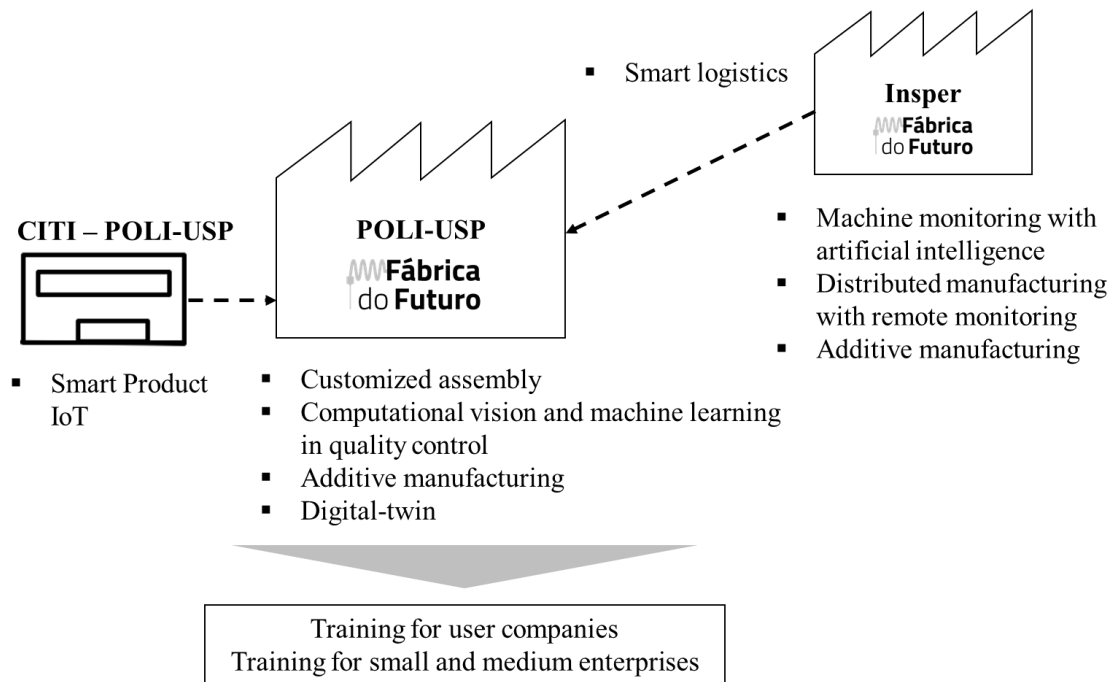 Smart logistics
Insper
Fábrica
do Futuro
Machine monitoring with
artificial intelligence
Distributed manufacturing
with remote monitoring
Additive manufacturing
CITI – POLI-USP
Smart Product
IoT
POLI-USP
Fábrica
do Futuro
Customized assembly
Computational vision and machine learning
in quality control
Additive manufacturing
Digital-twin
Training for user companies
Training for small and medium enterprises